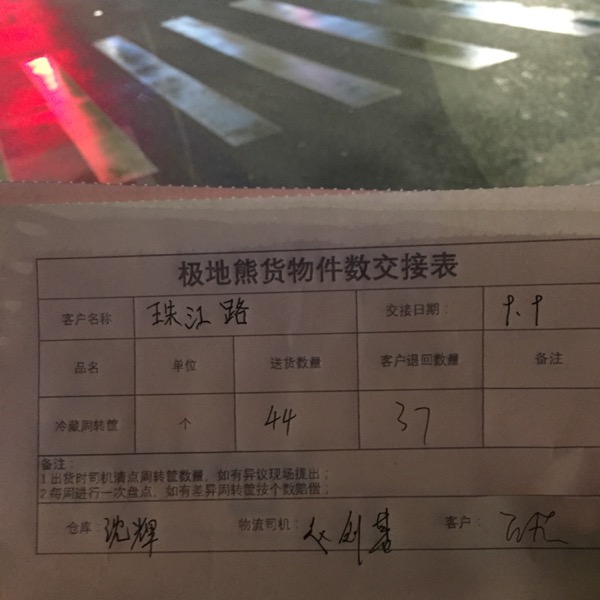 极地熊货物件数交接表
客户名称 珠江路 交接日期： 9.9
品名 单位 送货数量 客户退回数量 备注
冷藏周转筐 个 44 37
备注：
1.出货时司机清点周转筐数量，如有异议现场提出；
2.每周进行一次盘点，如有差异周转筐按个数赔偿；
仓库： 沈辉 物流司机： 客户：